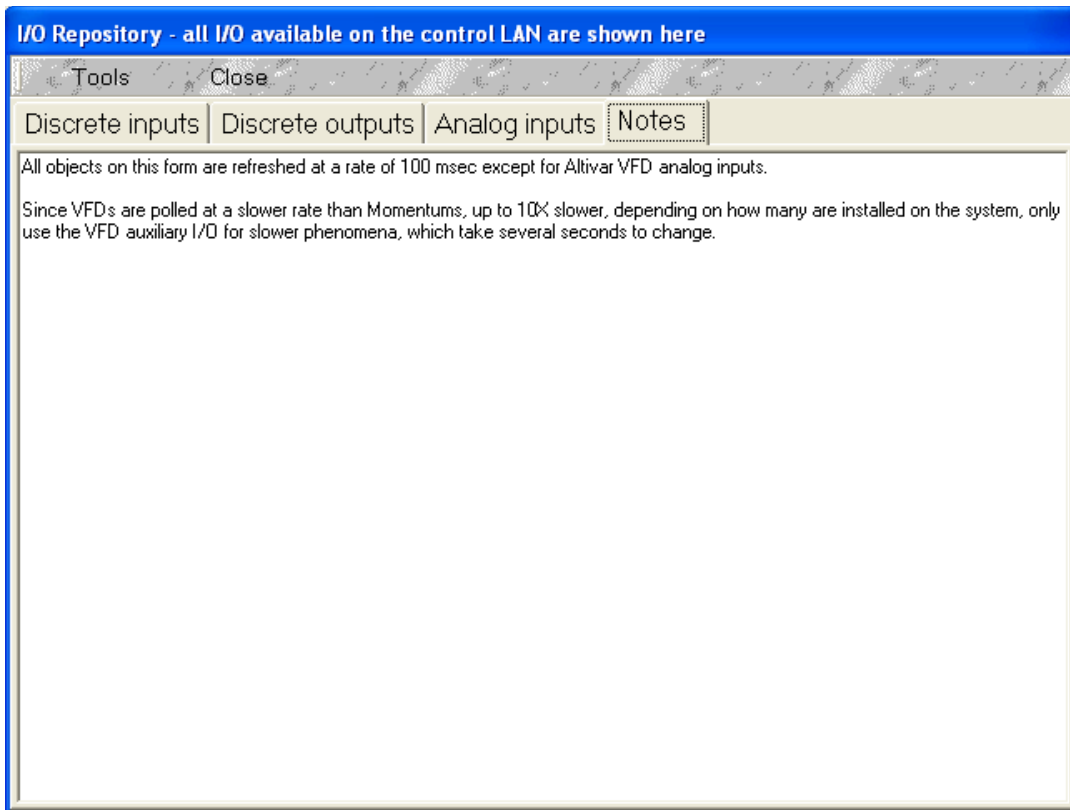 I/O Repository - all I/O available on the control LAN are shown here
Tools Close
Discrete inputs Discrete outputs Analog inputs Notes
All objects on this form are refreshed at a rate of 100 msec except for Altivar VFD analog inputs.
Since VFDs are polled at a slower rate than Momentums, up to 10X slower, depending on how many are installed on the system, only
use the VFD auxiliary I/O for slower phenomena, which take several seconds to change.